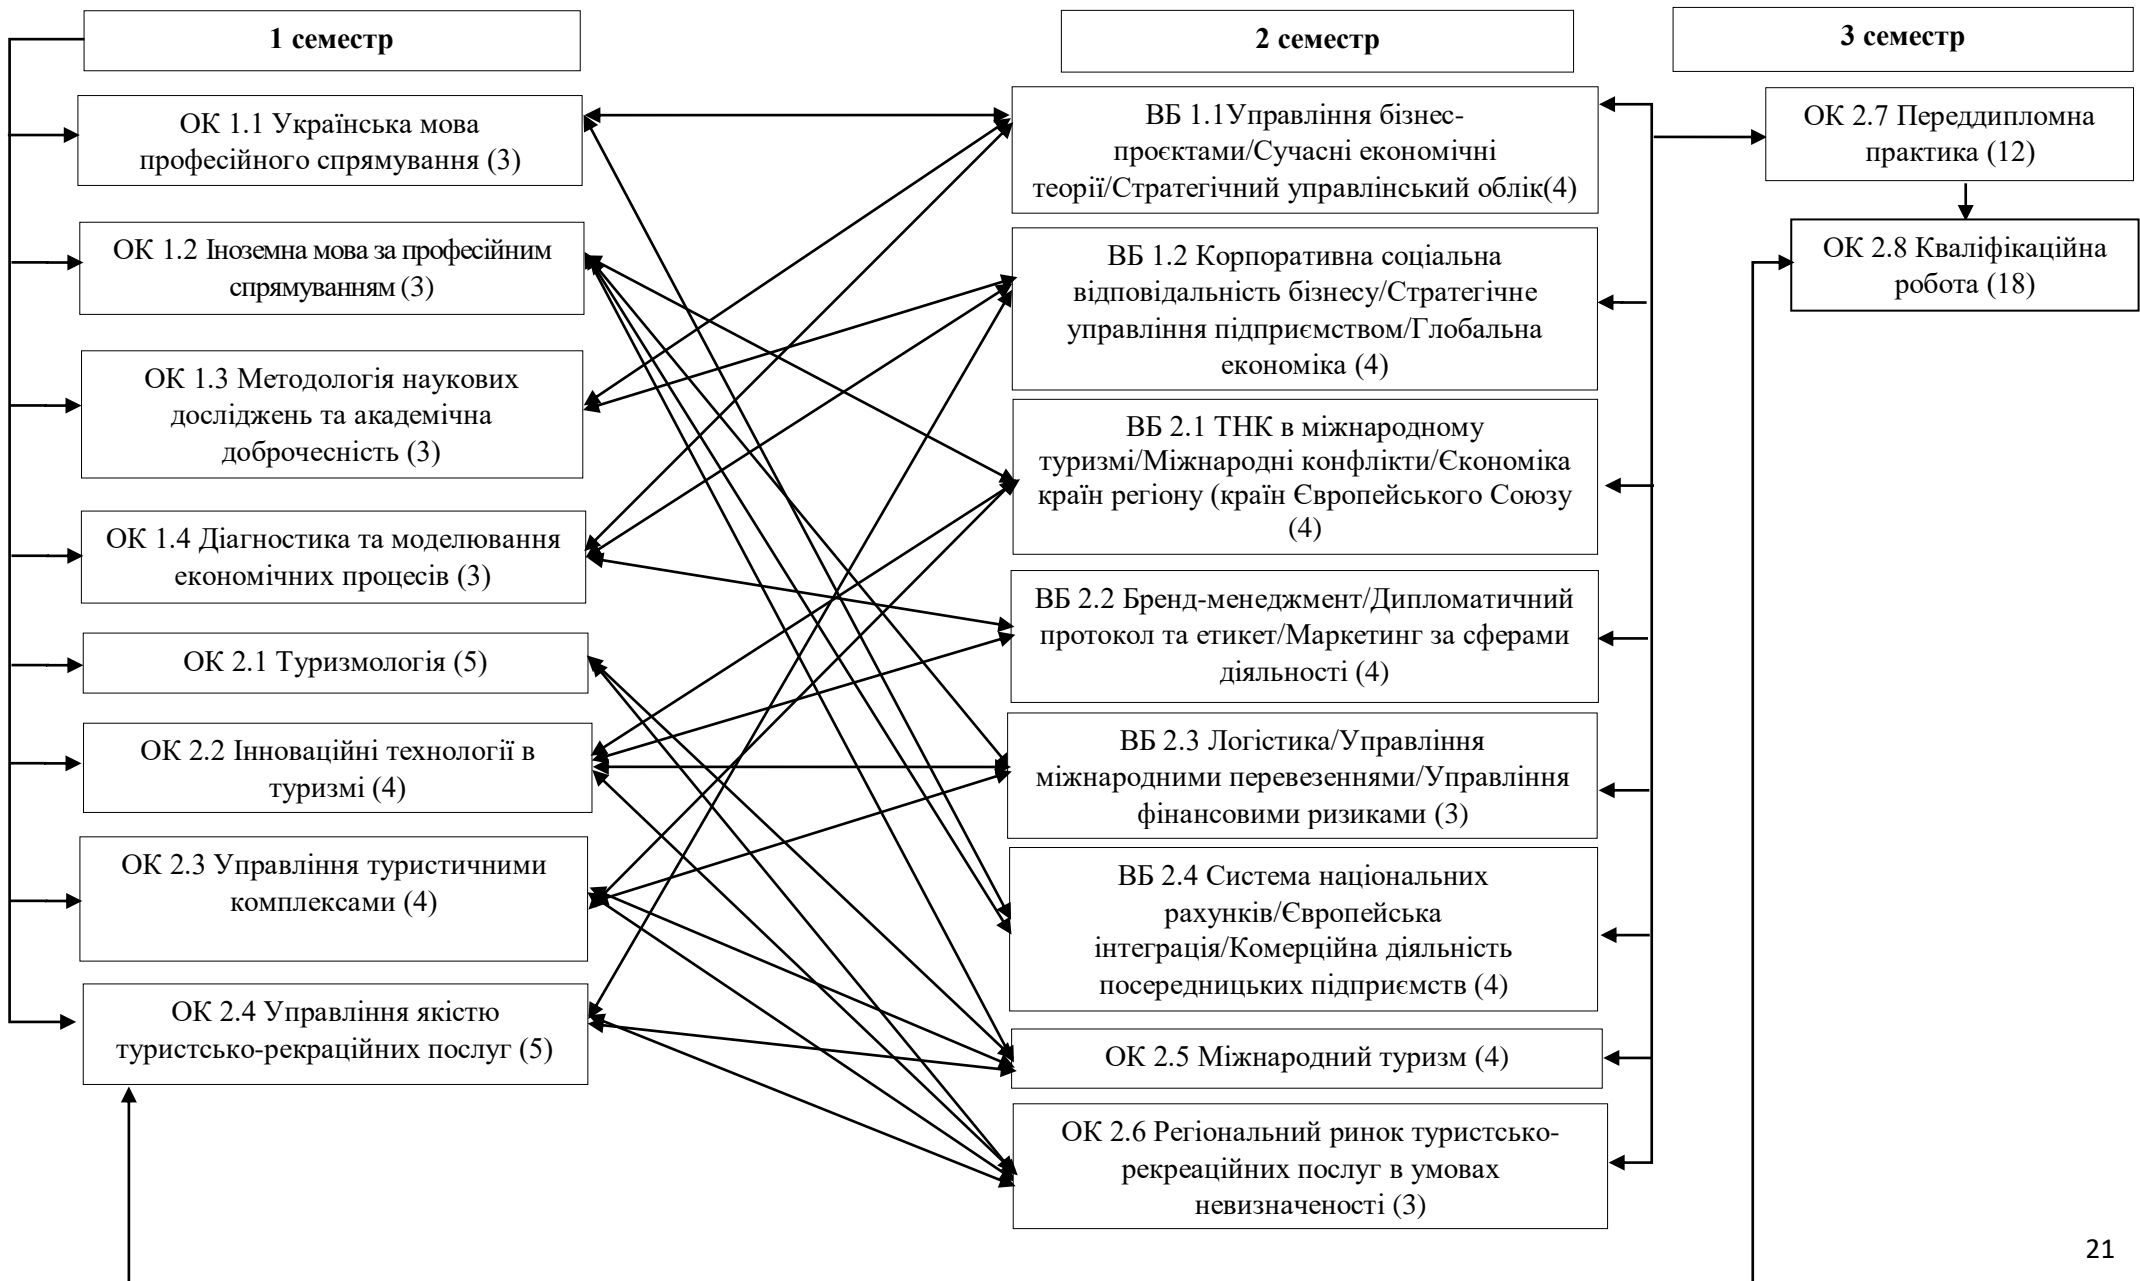 1 семестр
ОК 1.1 Українська мова
професійного спрямування (3)
ОК 1.2 Іноземна мова за професійним
спрямуванням (3)
ОК 1.3 Методологія наукових
досліджень та академічна
доброчесність (3)
ОК 1.4 Діагностика та моделювання
економічних процесів (3)
ОК 2.1 Туризмологія (5)
ОК 2.2 Інноваційні технології в
туризмі (4)
ОК 2.3 Управління туристичними
комплексами (4)
ОК 2.4 Управління якістю
туристсько-рекраційних послуг (5)
2 семестр
ВБ 1.1Управління бізнес-
проєктами/Сучасні економічні
теорії/Стратегічний управлінський облік(4)
ВБ 1.2 Корпоративна соціальна
відповідальність бізнесу/Стратегічне
управління підприємством/Глобальна
економіка (4)
ВБ 2.1 ТНК в міжнародному
туризмі/Міжнародні конфлікти/Єкономіка
країн регіону (країн Європейського Союзу
(4)
ВБ 2.2 Бренд-менеджмент/Дипломатичний
протокол та етикет/Маркетинг за сферами
діяльності (4)
ВБ 2.3 Логістика/Управління
міжнародними перевезеннями/Управління
фінансовими ризиками (3)
ВБ 2.4 Система національних
рахунків/Європейська
інтеграція/Комерційна діяльність
посередницьких підприємств (4)
ОК 2.5 Міжнародний туризм (4)
ОК 2.6 Регіональний ринок туристсько-
рекреаційних послуг в умовах
невизначеності (3)
3 семестр
ОК 2.7 Переддипломна
практика (12)
ОК 2.8 Кваліфікаційна
робота (18)
21